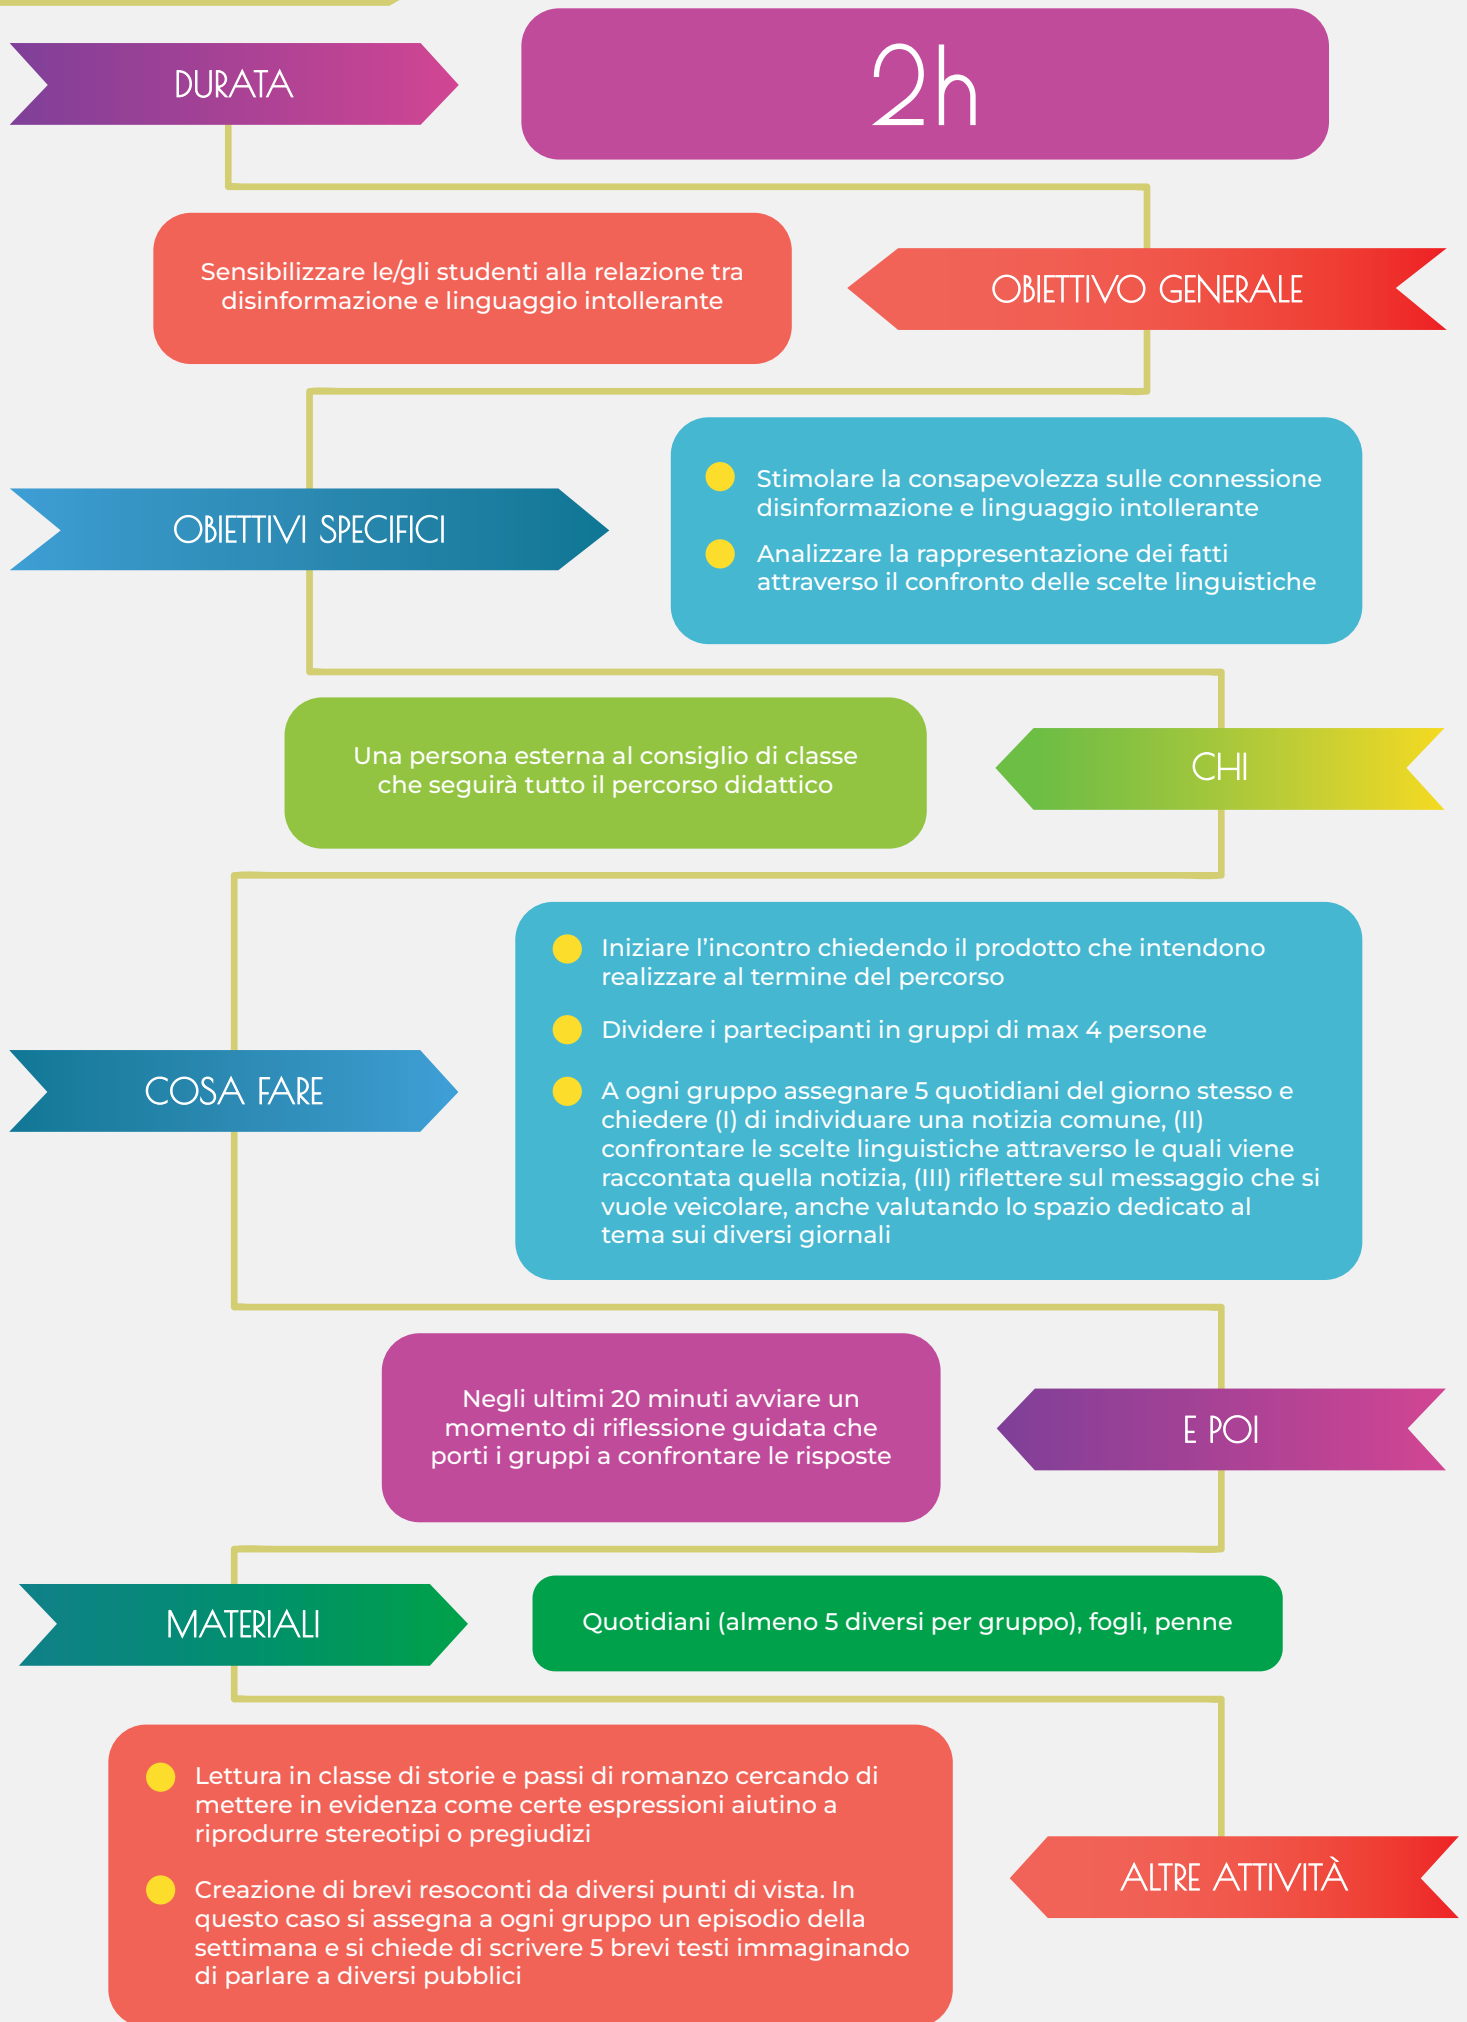 DURATA
2h
OBIETTIVO GENERALE
Sensibilizzare le/gli studenti alla relazione tra
disinformazione e linguaggio intollerante
OBIETTIVI SPECIFICI
Stimolare la consapevolezza sulle connessione
disinformazione e linguaggio intollerante
Analizzare la rappresentazione dei fatti
attraverso il confronto delle scelte linguistiche
CHI
Una persona esterna al consiglio di classe
che seguirà tutto il percorso didattico
COSA FARE
Iniziare l’incontro chiedendo il prodotto che intendono
realizzare al termine del percorso
Dividere i partecipanti in gruppi di max 4 persone
A ogni gruppo assegnare 5 quotidiani del giorno stesso e
chiedere (I) di individuare una notizia comune, (II)
confrontare le scelte linguistiche attraverso le quali viene
raccontata quella notizia, (III) riflettere sul messaggio che si
vuole veicolare, anche valutando lo spazio dedicato al
tema sui diversi giornali
E POI
Negli ultimi 20 minuti avviare un
momento di riflessione guidata che
porti i gruppi a confrontare le risposte
MATERIALI
Quotidiani (almeno 5 diversi per gruppo), fogli, penne
ALTRE ATTIVITÀ
Lettura in classe di storie e passi di romanzo cercando di
mettere in evidenza come certe espressioni aiutino a
riprodurre stereotipi o pregiudizi
Creazione di brevi resoconti da diversi punti di vista. In
questo caso si assegna a ogni gruppo un episodio della
settimana e si chiede di scrivere 5 brevi testi immaginando
di parlare a diversi pubblici